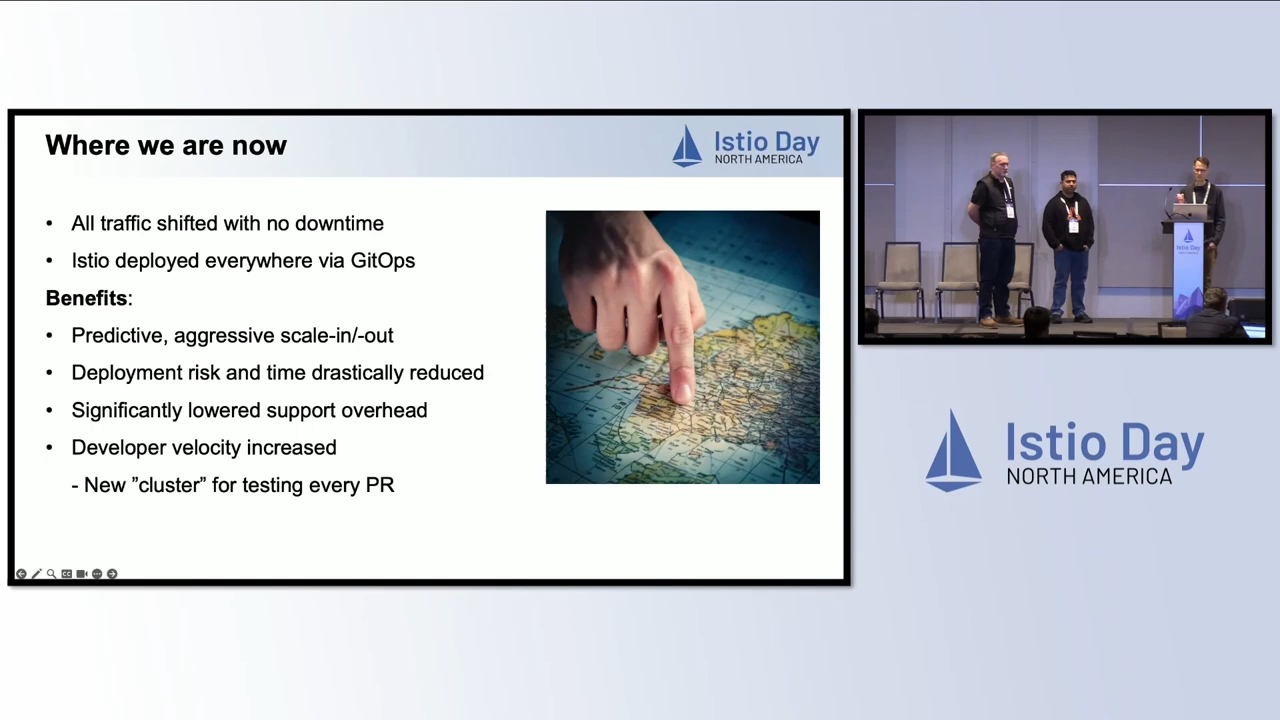 Where we are now
Istio Day
NORTH AMERICA
• All traffic shifted with no downtime
• Istio deployed everywhere via GitOps
Benefits:
• Predictive, aggressive scale-in/-out
• Deployment risk and time drastically reduced
• Significantly lowered support overhead
• Developer velocity increased
- New ”cluster” for testing every PR
Istio Day
Istio Day
NORTH AMERICA